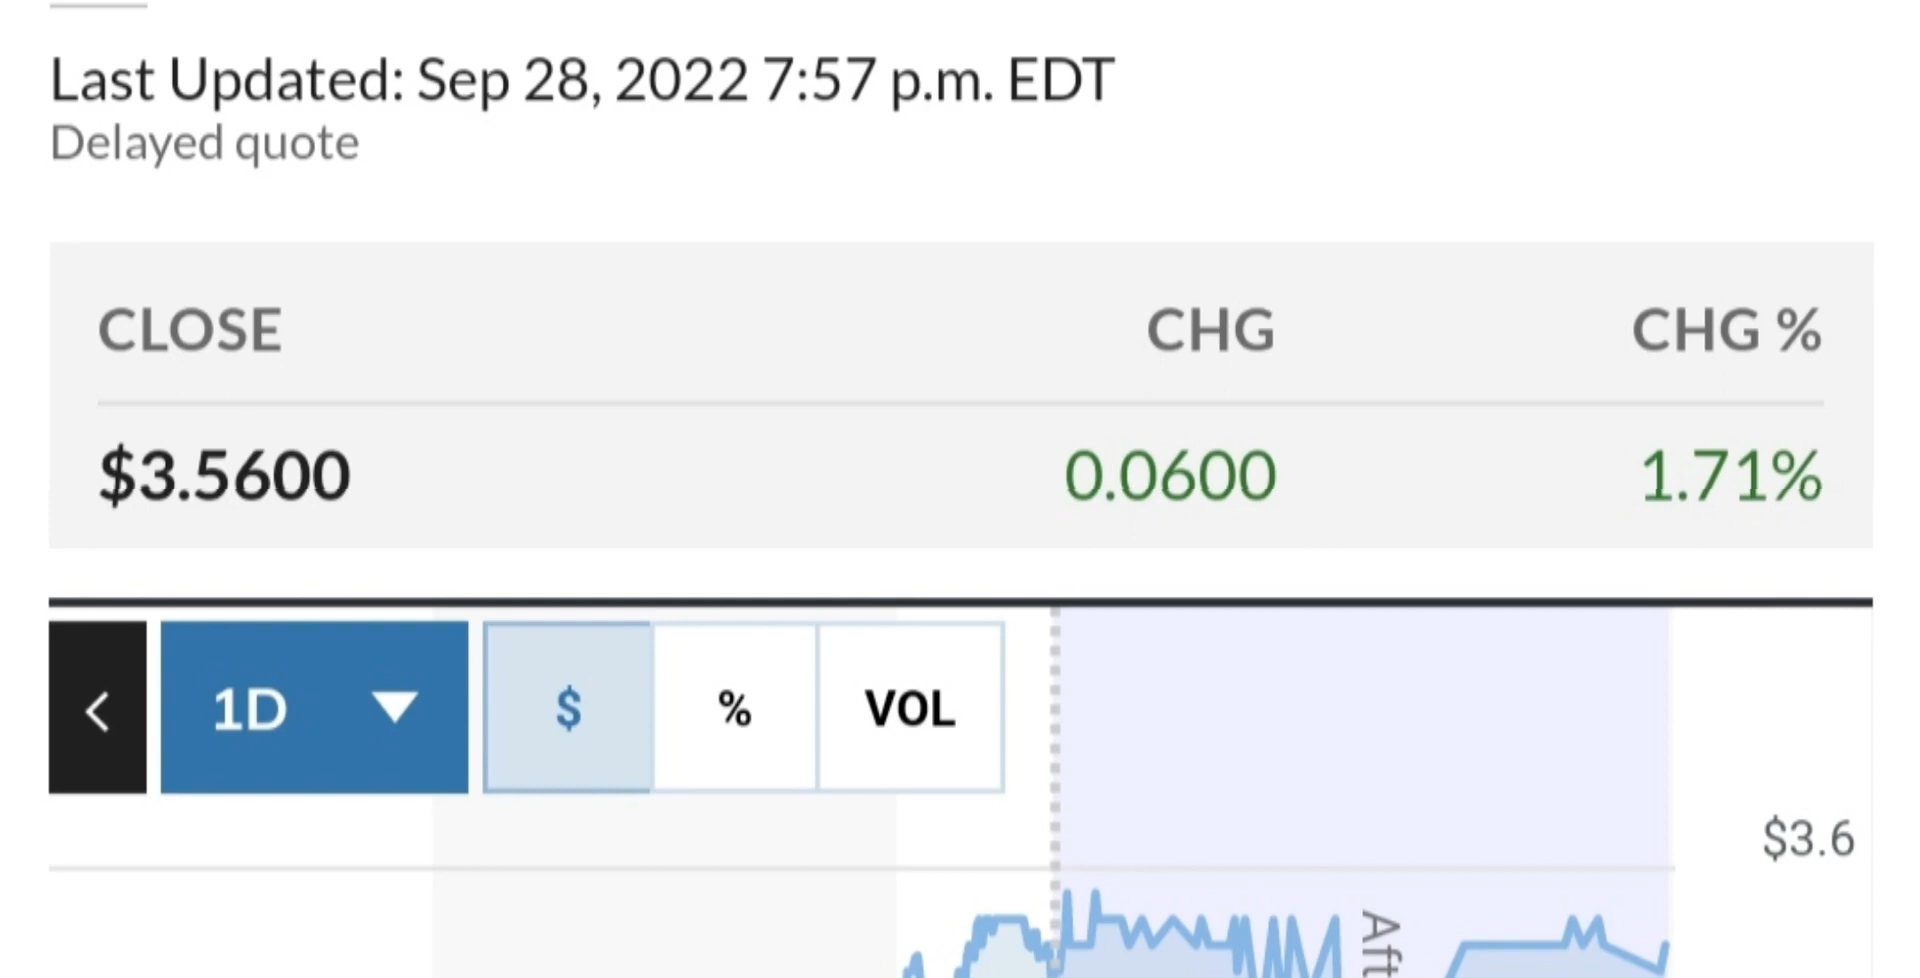 Last Updated: Sep 28, 2022 7:57 p.m. EDT
Delayed quote
CLOSE CHG CHG %
$3.5600 0.0600 1.71%
1D $ % VOL
$3.6
Aft